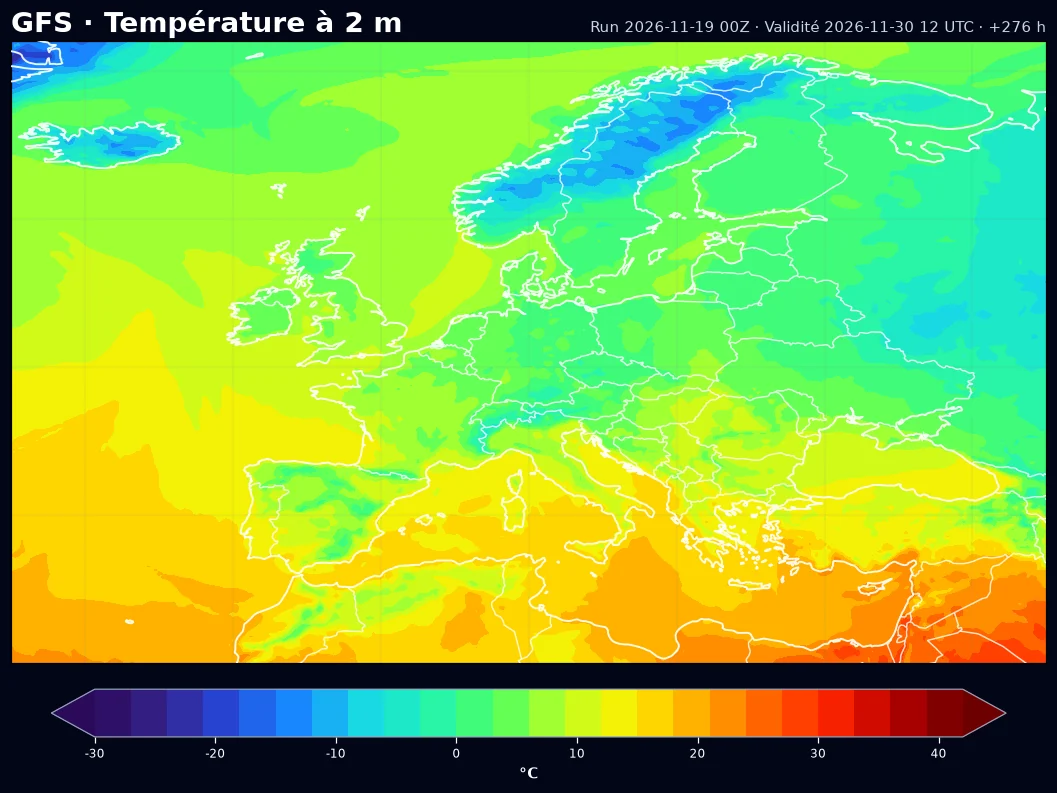 GFS · Température à 2 m
Run 2026-11-19 00Z · Validité 2026-11-30 12 UTC · +276 h
-30 -20 -10 0 10 20 30 40
°C